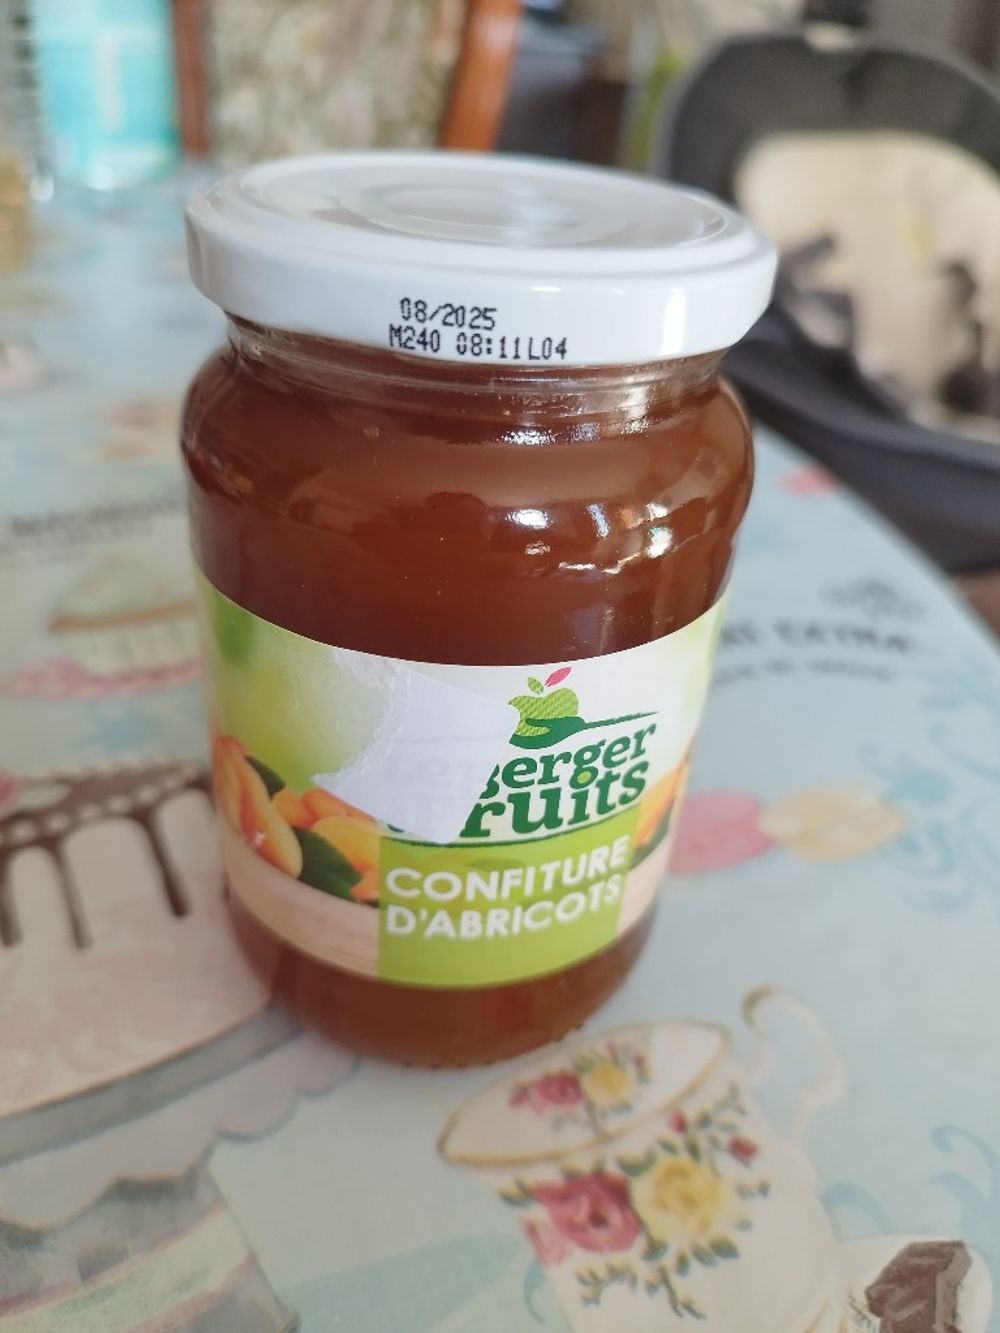 08/2025
M240 08:11L04
erger
ruits
CONFITURE
D'ABRICOTS